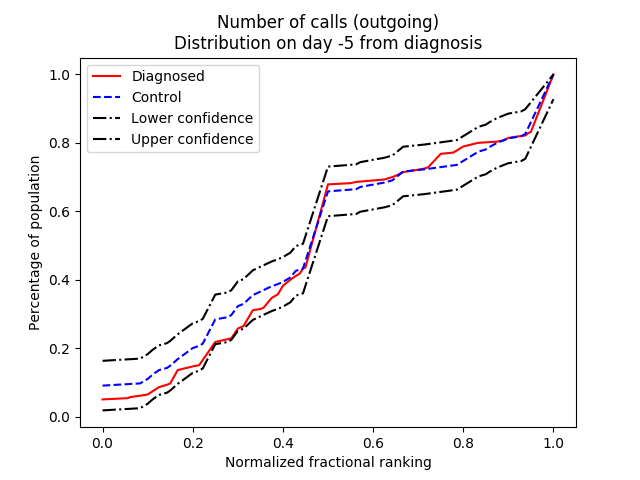 Number of calls (outgoing)
Distribution on day -5 from diagnosis
Diagnosed
Control
Lower confidence
Upper confidence
Percentage of population
1.0
0.8
0.6
0.4
0.2
0.0
0.0 0.2 0.4 0.6 0.8 1.0
Normalized fractional ranking